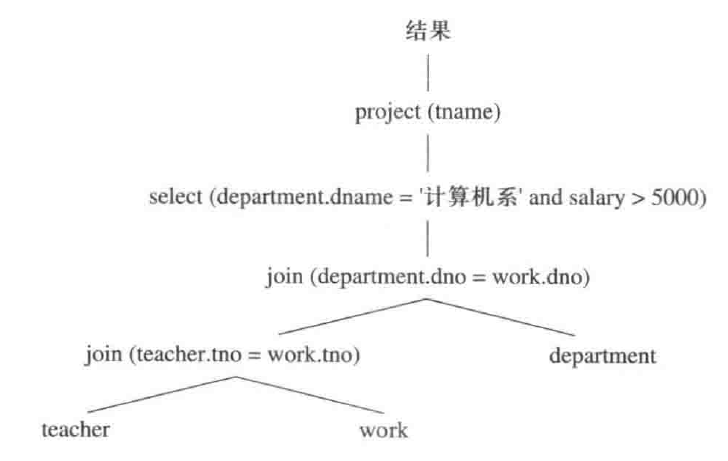 结果
project (tname)
select (department.dname = '计算机系' and salary > 5000)
join (department.dno = work.dno)
join (teacher.tno = work.tno)
department
teacher
work